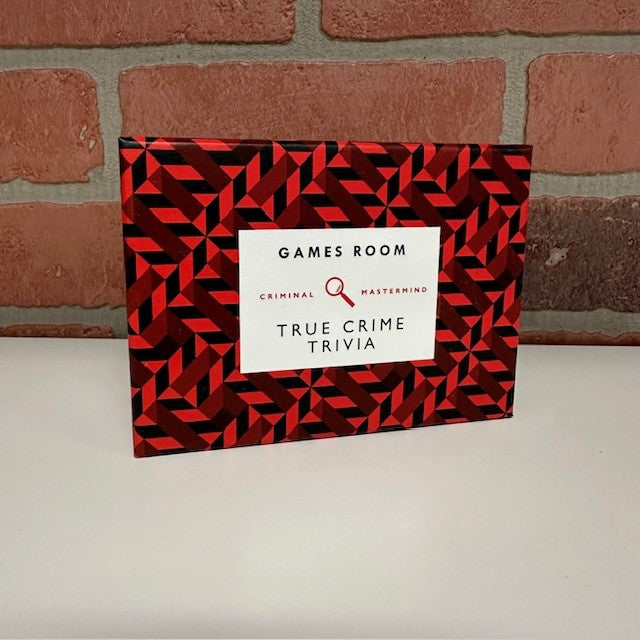 GAMES ROOM
CRIMINAL MASTERMIND
TRUE CRIME
TRIVIA